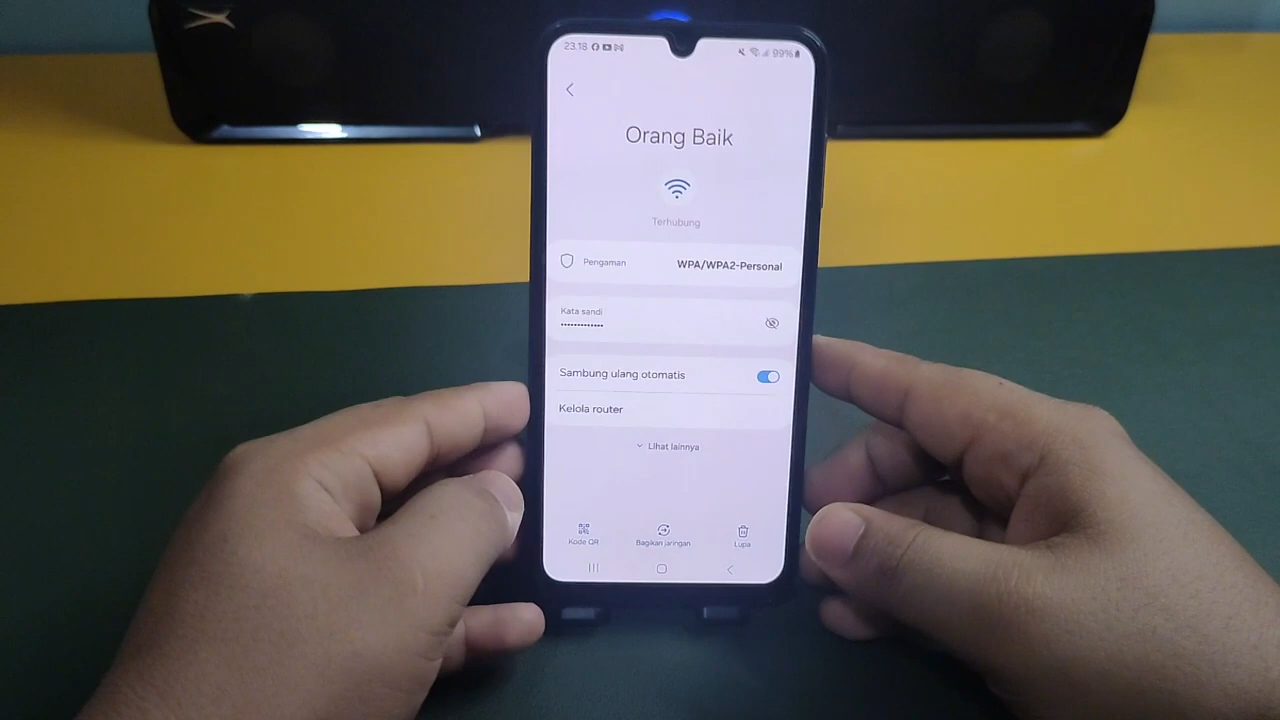 23.18
99%
Orang Baik
Terhubung
Pengaman
WPA/WPA2-Personal
Kata sandi
•••••••••••••
Sambung ulang otomatis
Kelola router
Lihat lainnya
Kode QR
Bagikan jaringan
Lupa